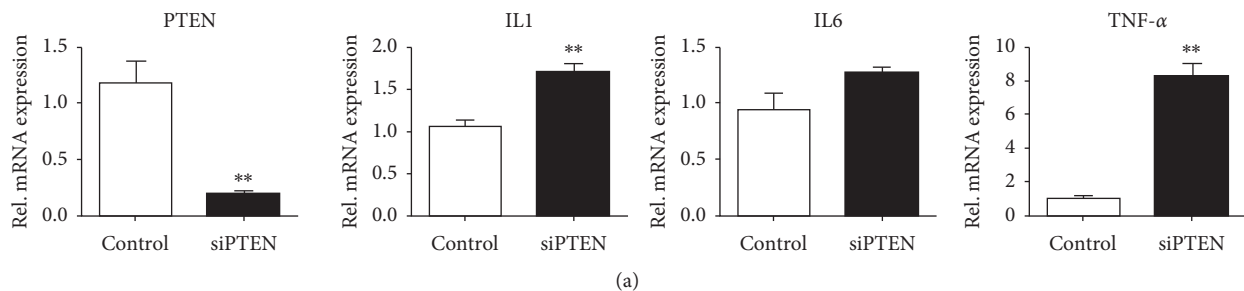 PTEN
Rel. mRNA expression
1.5
1.0
0.5
0.0
**
Control siPTEN
IL1
Rel. mRNA expression
2.0
1.5
1.0
0.5
0.0
**
Control siPTEN
IL6
Rel. mRNA expression
1.5
1.0
0.5
0.0
Control siPTEN
TNF-α
Rel. mRNA expression
10
8
6
4
2
0
**
Control siPTEN
(a)